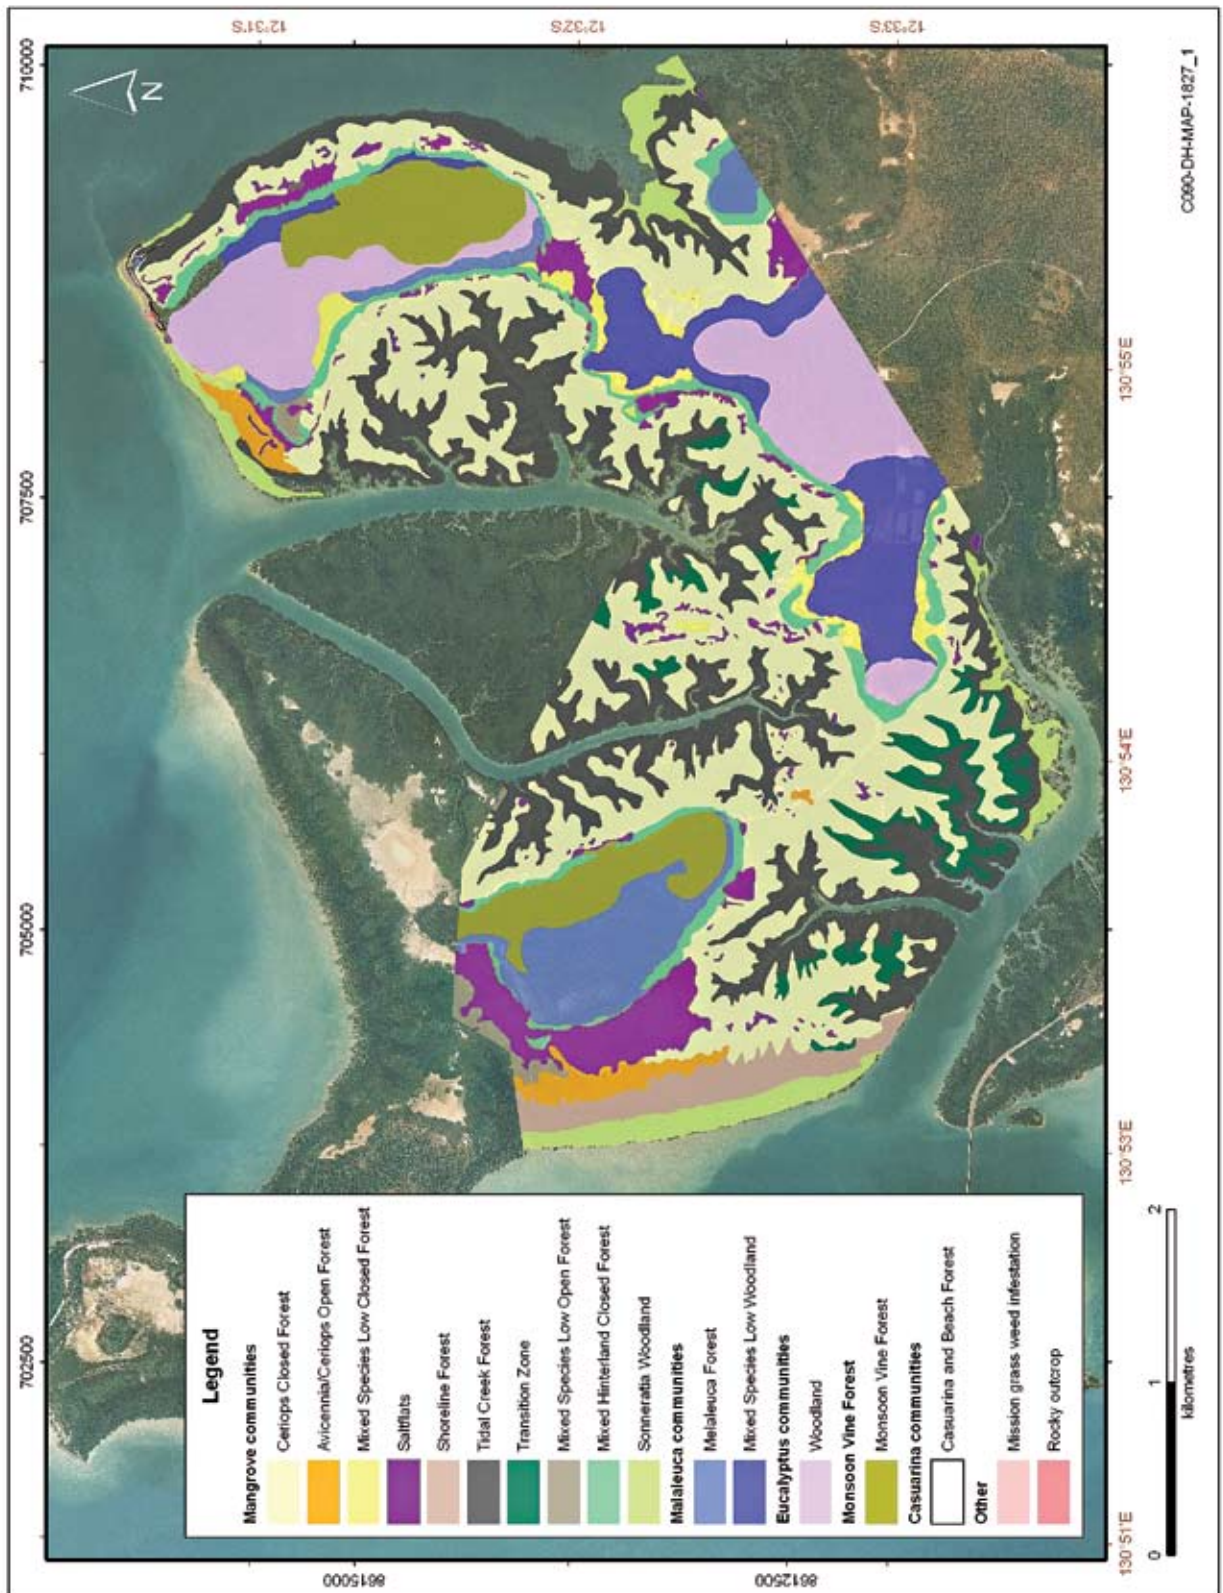 Legend
Mangrove communities
Ceriops Closed Forest
Avicennia/Ceriops Open Forest
Mixed Species Low Closed Forest
Saltflats
Shoreline Forest
Tidal Creek Forest
Transition Zone
Mixed Species Low Open Forest
Mixed Hinterland Closed Forest
Sonneratia Woodland
Malaleuca communities
Melaleuca Forest
Mixed Species Low Woodland
Eucalyptus communities
Woodland
Monsoon Vine Forest
Monsoon Vine Forest
Casuarina communities
Casuarina and Beach Forest
Other
Mission grass weed infestation
Rocky outcrop
702500
705000
707500
710000
12°31'S
12°32'S
12°33'S
8615000
8612500
130°51'E
130°53'E
130°54'E
130°55'E
N
0 1 2
kilometres
C090-DH-MAP-1827_1